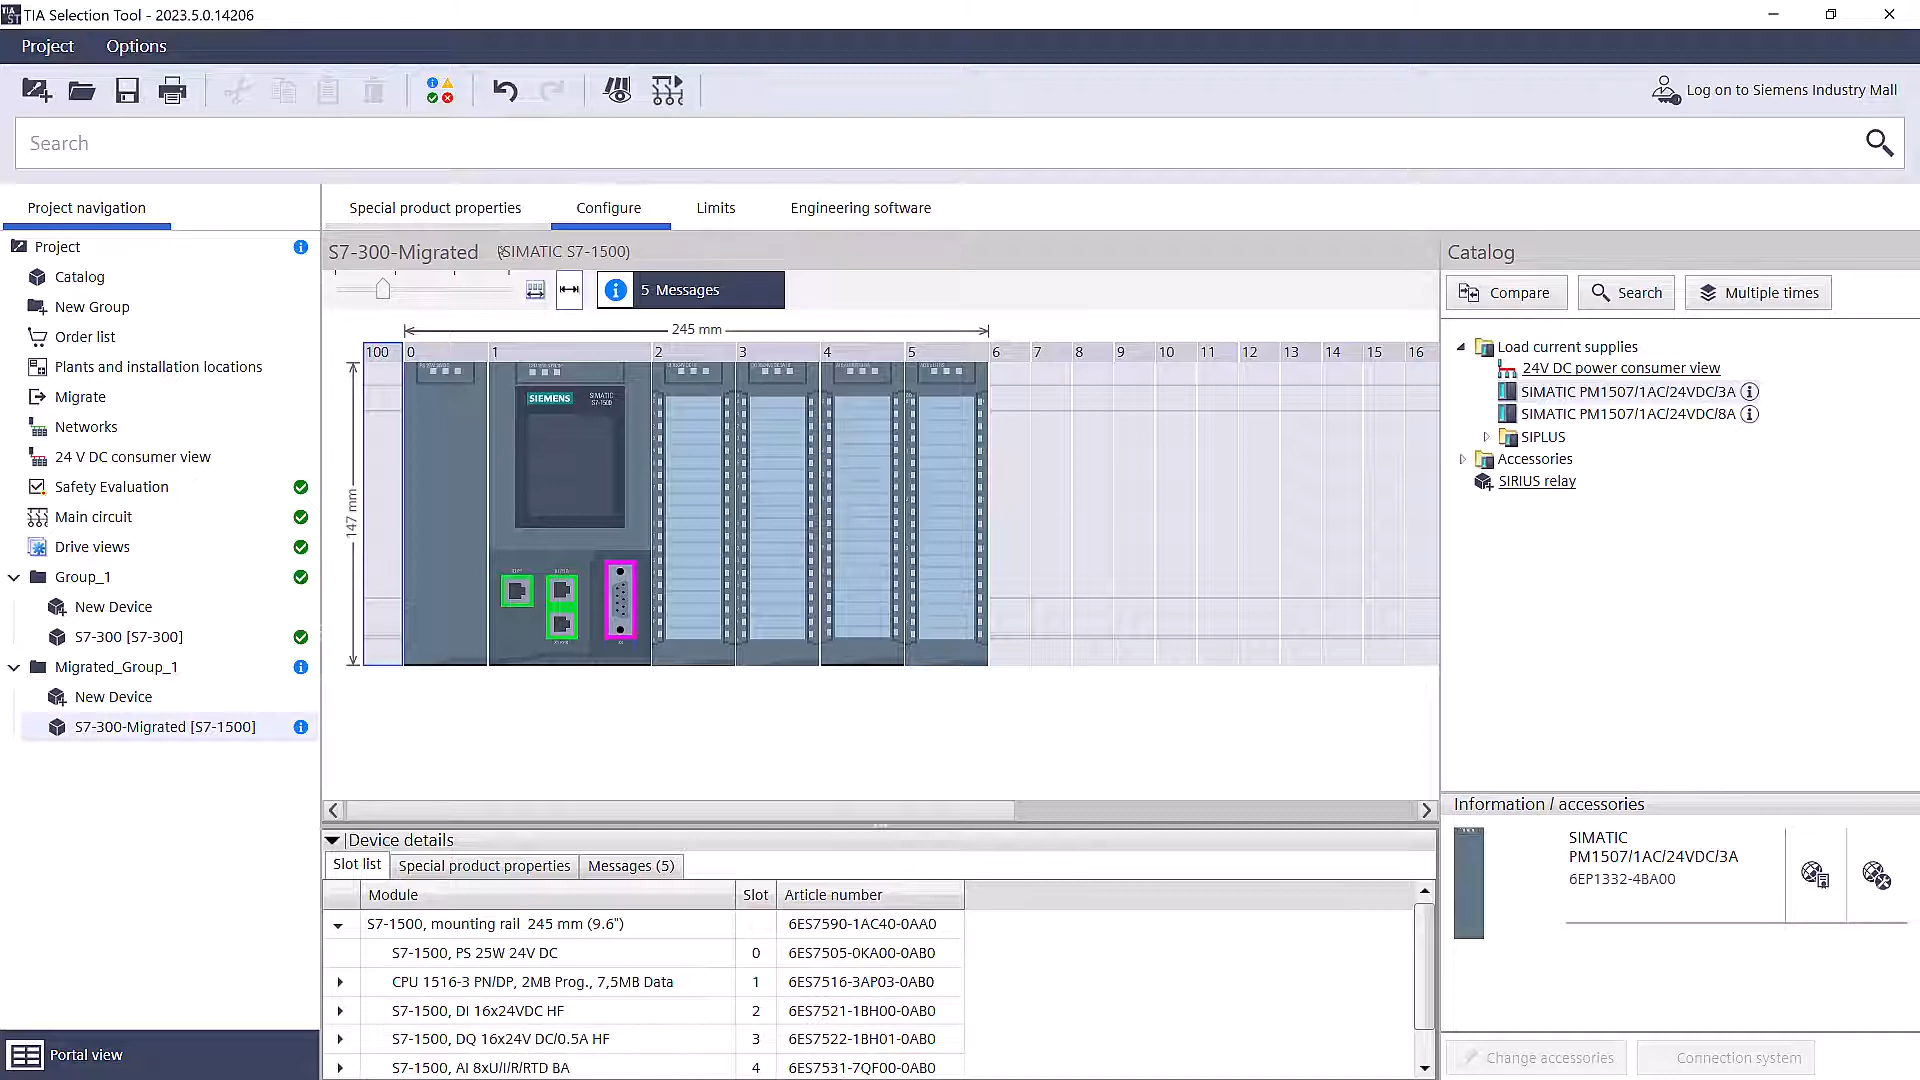 TIA Selection Tool - 2023.5.0.14206
Project Options
Log on to Siemens Industry Mall
Search
Project navigation
Project
Catalog
New Group
Order list
Plants and installation locations
Migrate
Networks
24 V DC consumer view
Safety Evaluation
Main circuit
Drive views
Group_1
New Device
S7-300 [S7-300]
Migrated_Group_1
New Device
S7-300-Migrated [S7-1500]
Portal view
Special product properties Configure Limits Engineering software
S7-300-Migrated (SIMATIC S7-1500)
5 Messages
245 mm
100 0 1 2 3 4 5 6 7 8 9 10 11 12 13 14 15 16
147 mm
SIEMENS
SIMATIC
S7-1500
Device details
Slot list Special product properties Messages (5)
Module Slot Article number
S7-1500, mounting rail 245 mm (9.6") 6ES7590-1AC40-0AA0
S7-1500, PS 25W 24V DC 0 6ES7505-0KA00-0AB0
CPU 1516-3 PN/DP, 2MB Prog., 7,5MB Data 1 6ES7516-3AP03-0AB0
S7-1500, DI 16x24VDC HF 2 6ES7521-1BH00-0AB0
S7-1500, DQ 16x24V DC/0.5A HF 3 6ES7522-1BH01-0AB0
S7-1500, AI 8xU/I/R/RTD BA 4 6ES7531-7QF00-0AB0
Catalog
Compare Search Multiple times
Load current supplies
24V DC power consumer view
SIMATIC PM1507/1AC/24VDC/3A
SIMATIC PM1507/1AC/24VDC/8A
SIPLUS
Accessories
SIRIUS relay
Information / accessories
SIMATIC
PM1507/1AC/24VDC/3A
6EP1332-4BA00
Change accessories Connection system